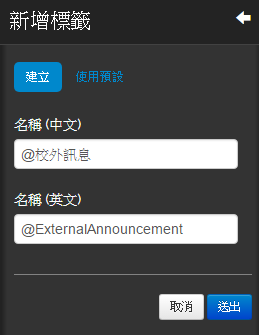 新增標籤
建立 使用預設
名稱 (中文)
@校外訊息
名稱 (英文)
@ExternalAnnouncement
取消 送出